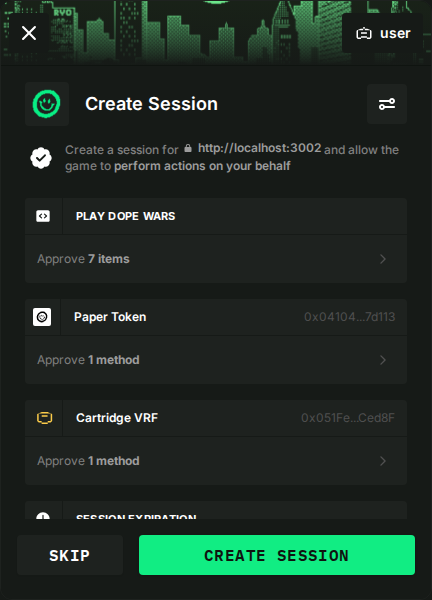 RYO
user
Create Session
Create a session for http://localhost:3002 and allow the
game to perform actions on your behalf
PLAY DOPE WARS
Approve 7 items
Paper Token 0x04104...7d113
Approve 1 method
Cartridge VRF 0x051Fe...Ced8F
Approve 1 method
SESSION EXPIRATION
SKIP CREATE SESSION